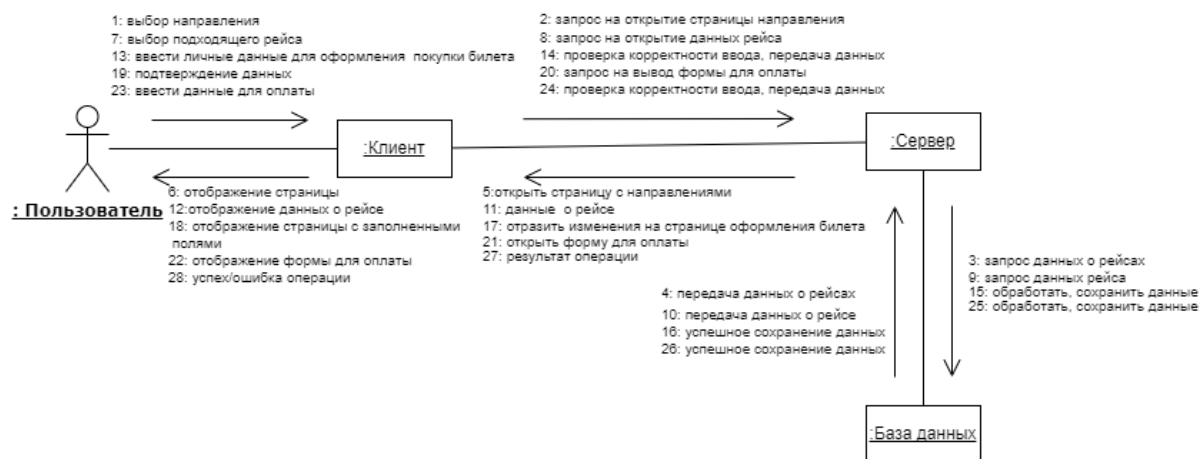 1: выбор направления
7: выбор подходящего рейса
13: ввести личные данные для оформления покупки билета
19: подтверждение данных
23: ввести данные для оплаты
2: запрос на открытие страницы направления
8: запрос на открытие данных рейса
14: проверка корректности ввода, передача данных
20: запрос на вывод формы для оплаты
24: проверка корректности ввода, передача данных
:Клиент
:Сервер
: Пользователь
6: отображение страницы
12:отображение данных о рейсе
18: отображение страницы с заполненными
полями
22: отображение формы для оплаты
28: успех/ошибка операции
5:открыть страницу с направлениями
11: данные о рейсе
17: отразить изменения на странице оформления билета
21: открыть форму для оплаты
27: результат операции
4: передача данных о рейсах
10: передача данных о рейсе
16: успешное сохранение данных
26: успешное сохранение данных
3: запрос данных о рейсах
9: запрос данных рейса
15: обработать, сохранить данные
25: обработать, сохранить данные
:База данных